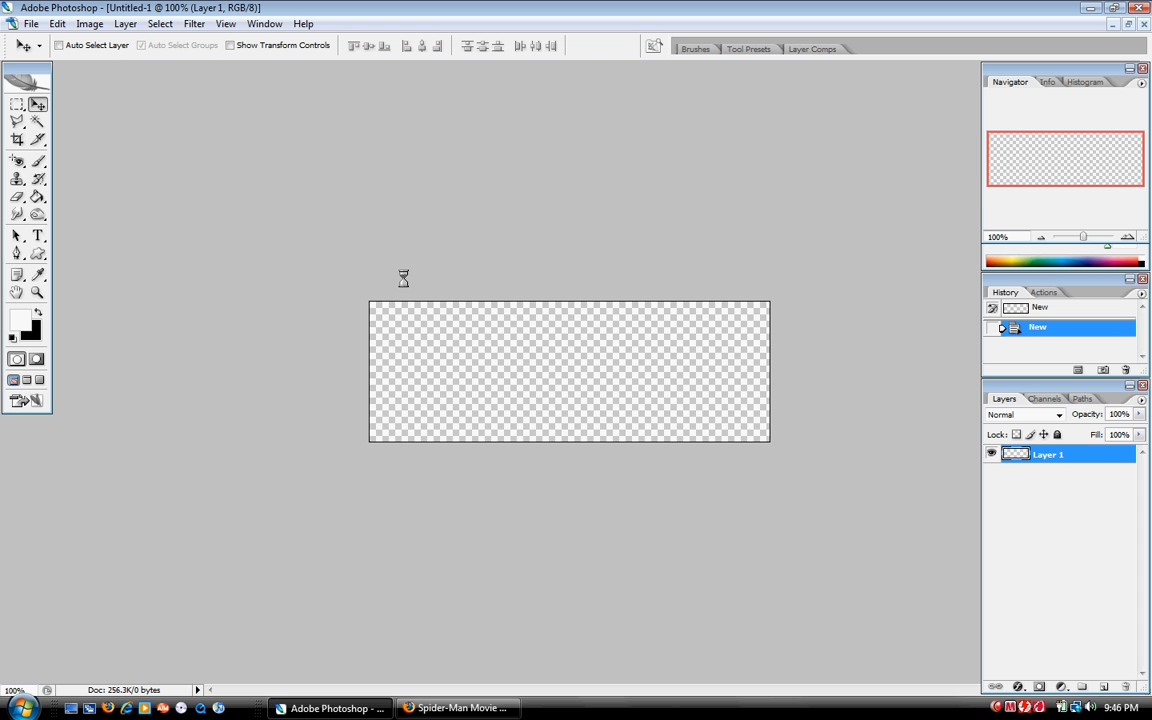 Adobe Photoshop - [Untitled-1 @ 100% (Layer 1, RGB/8)]
File Edit Image Layer Select Filter View Window Help
Auto Select Layer Auto Select Groups Show Transform Controls Brushes Tool Presets Layer Comps
Navigator Info Histogram
100%
History Actions
New
New
Layers Channels Paths
Normal Opacity: 100%
Lock: Fill: 100%
Layer 1
100% Doc: 256.3K/0 bytes
Adobe Photoshop - ... Spider-Man Movie ... 9:46 PM